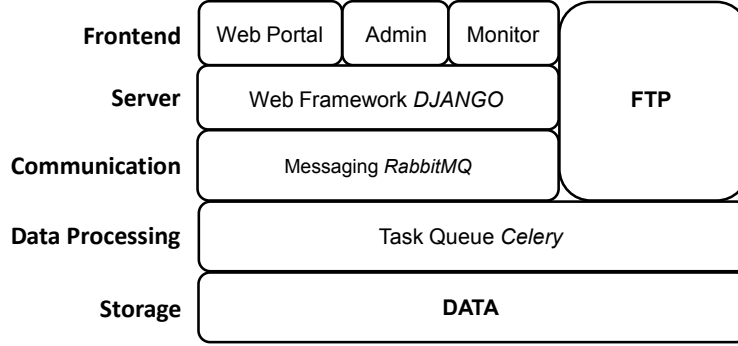 Frontend
Web Portal
Admin
Monitor
Server
Web Framework DJANGO
FTP
Communication
Messaging RabbitMQ
Data Processing
Task Queue Celery
Storage
DATA